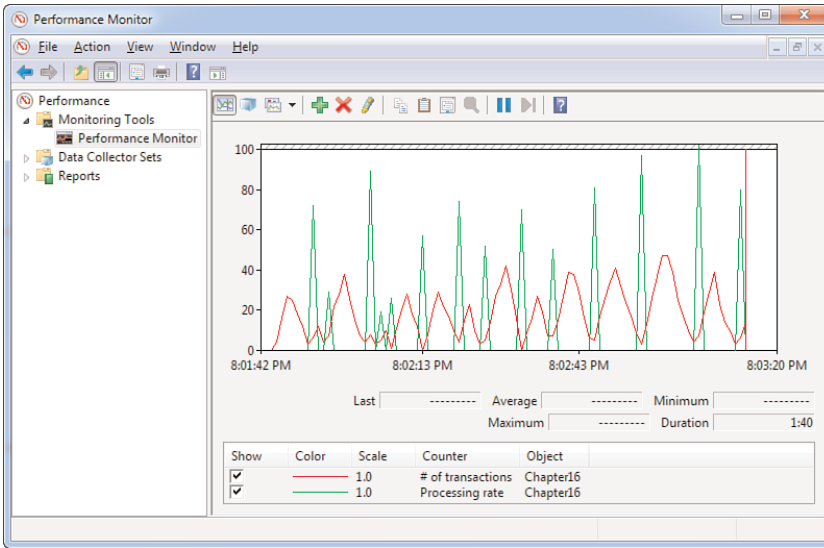 Performance Monitor
File Action View Window Help
Performance
Monitoring Tools
Performance Monitor
Data Collector Sets
Reports
100
80
60
40
20
0
8:01:42 PM 8:02:13 PM 8:02:43 PM 8:03:20 PM
Last --------- Average --------- Minimum ---------
Maximum --------- Duration 1:40
Show Color Scale Counter Object
1.0 # of transactions Chapter16
1.0 Processing rate Chapter16